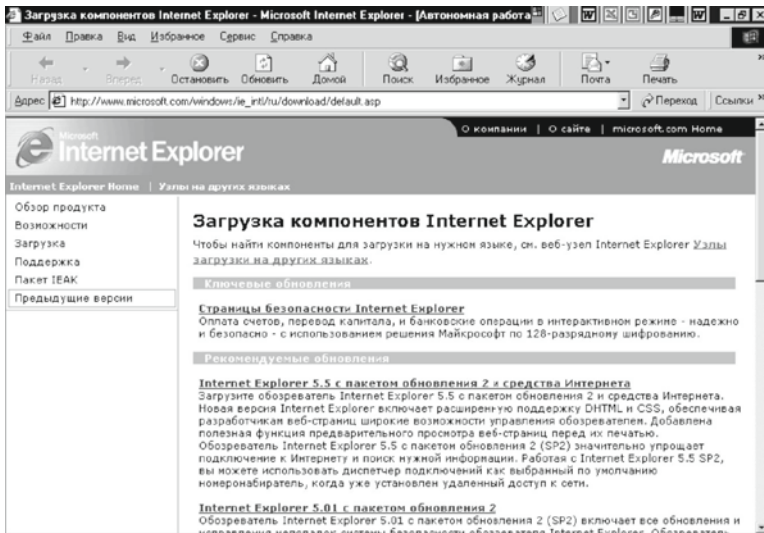 Загрузка компонентов Internet Explorer - Microsoft Internet Explorer - [Автономная работа
Файл Правка Вид Избранное Сервис Справка
Назад Вперед Остановить Обновить Домой Поиск Избранное Журнал Почта Печать
Адрес http://www.microsoft.com/windows/ie_intl/ru/download/default.asp Переход Ссылки
О компании | О сайте | microsoft.com Home
Microsoft
Internet Explorer
Microsoft
Internet Explorer Home | Узлы на других языках
Обзор продукта
Возможности
Загрузка
Поддержка
Пакет IEAK
Предыдущие версии
Загрузка компонентов Internet Explorer
Чтобы найти компоненты для загрузки на нужном языке, см. веб-узел Internet Explorer Узлы
загрузки на других языках.
Ключевые обновления
Страницы безопасности Internet Explorer
Оплата счетов, перевод капитала, и банковские операции в интерактивном режиме - надежно
и безопасно - с использованием решения Майкрософт по 128-разрядному шифрованию.
Рекомендуемые обновления
Internet Explorer 5.5 с пакетом обновления 2 и средства Интернета
Загрузите обозреватель Internet Explorer 5.5 с пакетом обновления 2 и средства Интернета.
Новая версия Internet Explorer включает расширенную поддержку DHTML и CSS, обеспечивая
разработчикам веб-страниц широкие возможности управления обозревателем. Добавлена
полезная функция предварительного просмотра веб-страниц перед их печатью.
Обозреватель Internet Explorer 5.5 с пакетом обновления 2 (SP2) значительно упрощает
подключение к Интернету и поиск нужной информации. Работая с Internet Explorer 5.5 SP2,
вы можете использовать диспетчер подключений как выбранный по умолчанию
номеронабиратель, когда уже установлен удаленный доступ к сети.
Internet Explorer 5.01 с пакетом обновления 2
Обозреватель Internet Explorer 5.01 с пакетом обновления 2 (SP2) включает все обновления и
исправления неполадок системы безопасности обозревателя Internet Explorer. Обозреватель